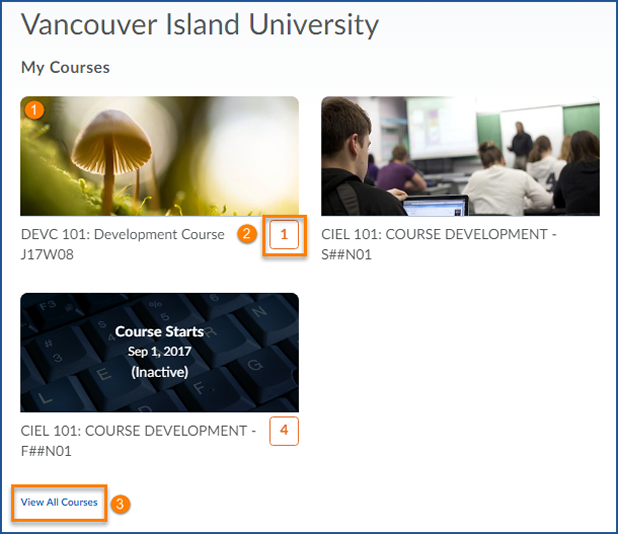 Vancouver Island University
My Courses
1
DEVC 101: Development Course
J17W08
2
1
CIEL 101: COURSE DEVELOPMENT -
S##N01
Course Starts
Sep 1, 2017
(Inactive)
CIEL 101: COURSE DEVELOPMENT -
F##N01
4
View All Courses
3